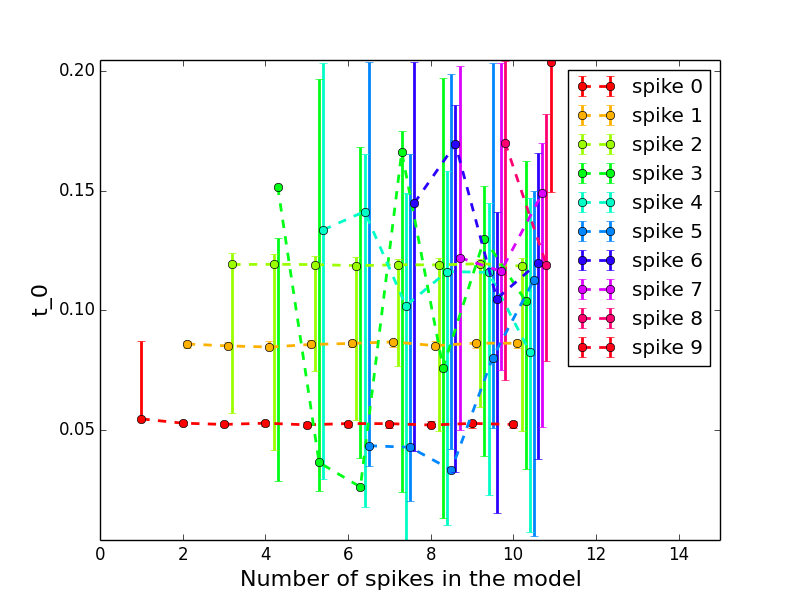 0.20
0.15
0.10
0.05
t_0
0 2 4 6 8 10 12 14
Number of spikes in the model
spike 0
spike 1
spike 2
spike 3
spike 4
spike 5
spike 6
spike 7
spike 8
spike 9